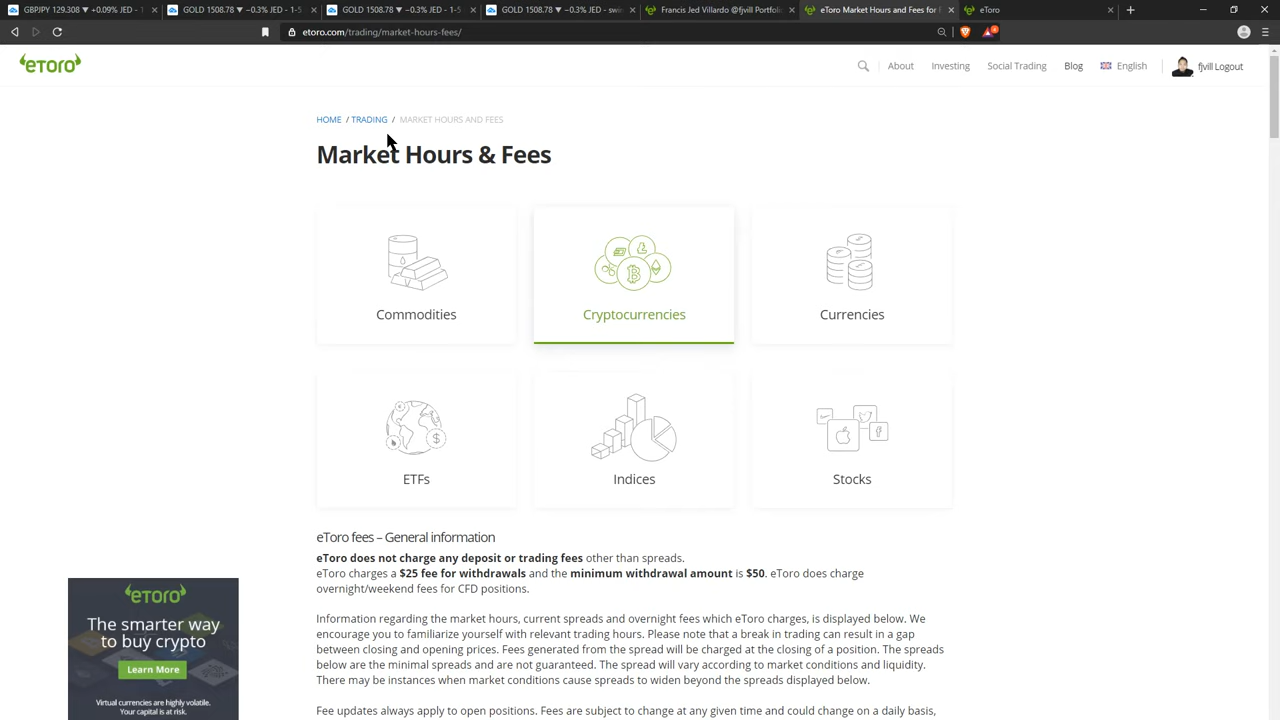 GBPJPY 129.308 ▼ +0.09% EMJ - 1
GOLD 1508.78 ▼ −0.3% EMJ - 1-5
GOLD 1508.78 ▼ −0.3% EMJ - 1-5
GOLD 1508.78 ▼ −0.3% EMJ - swin
Francis Jed Villardo @fjvill Portfolio
eToro Market Hours and Fees for
eToro
etoro.com/trading/market-hours-fees/
eToro
About
Investing
Social Trading
Blog
English
fjvill Logout
HOME / TRADING / MARKET HOURS AND FEES
Market Hours & Fees
Commodities
Cryptocurrencies
Currencies
ETFs
Indices
Stocks
eToro fees – General information
eToro does not charge any deposit or trading fees other than spreads.
eToro charges a $25 fee for withdrawals and the minimum withdrawal amount is $50. eToro does charge
overnight/weekend fees for CFD positions.
Information regarding the market hours, current spreads and overnight fees which eToro charges, is displayed below. We
encourage you to familiarize yourself with relevant trading hours. Please note that a break in trading can result in a gap
between closing and opening prices. Fees generated from the spread will be charged at the closing of a position. The spreads
below are the minimal spreads and are not guaranteed. The spread will vary according to market conditions and liquidity.
There may be instances when market conditions cause spreads to widen beyond the spreads displayed below.
Fee updates always apply to open positions. Fees are subject to change at any given time and could change on a daily basis,
eToro
The smarter way
to buy crypto
Learn More
Virtual currencies are highly volatile.
Your capital is at risk.